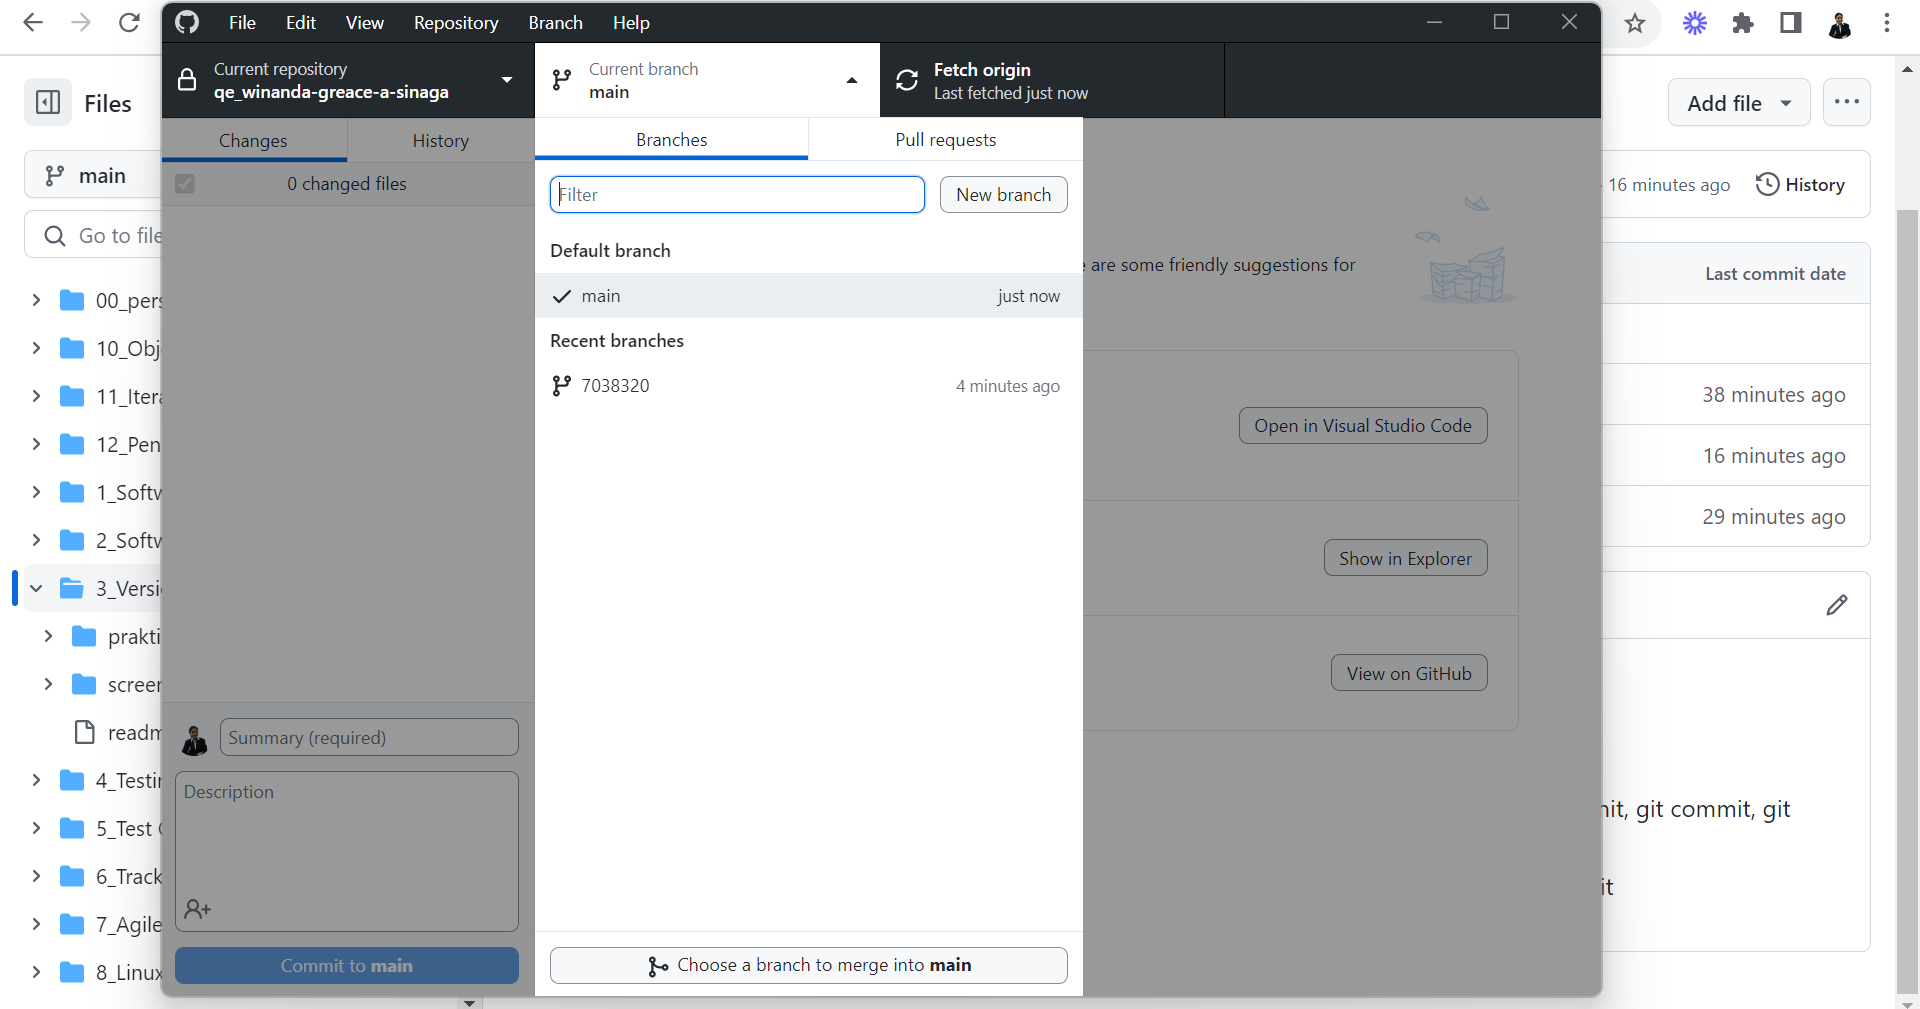 File Edit View Repository Branch Help
Current repository
qe_winanda-greace-a-sinaga
Current branch
main
Fetch origin
Last fetched just now
Changes History
0 changed files
Summary (required)
Description
Commit to main
Branches Pull requests
Filter
New branch
Default branch
main just now
Recent branches
7038320 4 minutes ago
Choose a branch to merge into main
are some friendly suggestions for
Open in Visual Studio Code
Show in Explorer
View on GitHub
Files
main
Go to file
00_pers
10_Obj
11_Itera
12_Pen
1_Softw
2_Softw
3_Versi
prakti
screen
readm
4_Testin
5_Test
6_Track
7_Agile
8_Linux
Add file
16 minutes ago History
Last commit date
38 minutes ago
16 minutes ago
29 minutes ago
nit, git commit, git
it